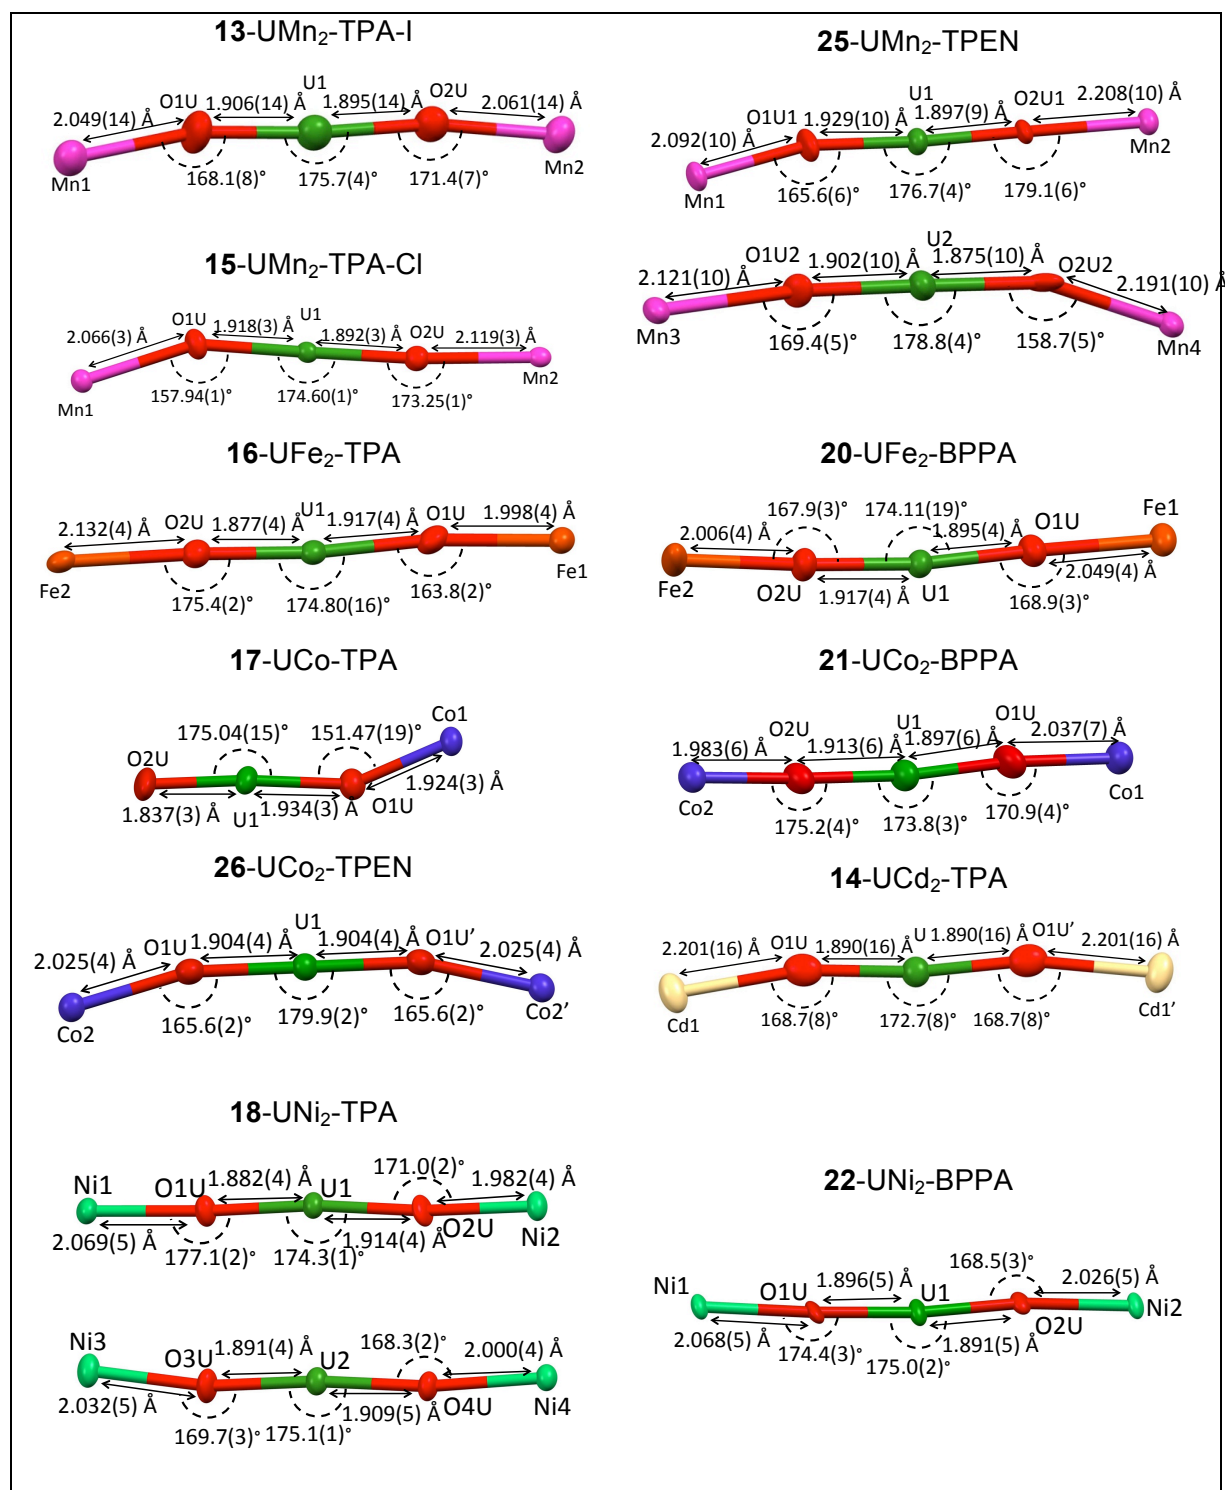 13-UMn₂-TPA-I
U1
O1U 1.906(14) Å 1.895(14) Å O2U
2.049(14) Å 2.061(14) Å
Mn1 168.1(8)° 175.7(4)° 171.4(7)° Mn2
25-UMn₂-TPEN
U1
O1U1 1.929(10) Å 1.897(9) Å O2U1 2.208(10) Å
2.092(10) Å
Mn1 165.6(6)° 176.7(4)° 179.1(6)° Mn2
U2
O1U2 1.902(10) Å 1.875(10) Å O2U2
2.121(10) Å 2.191(10) Å
Mn3 169.4(5)° 178.8(4)° 158.7(5)° Mn4
15-UMn₂-TPA-Cl
O1U 1.918(3) Å U1 1.892(3) Å O2U 2.119(3) Å
2.066(3) Å
Mn1 157.94(1)° 174.60(1)° 173.25(1)° Mn2
16-UFe₂-TPA
2.132(4) Å O2U 1.877(4) Å U1 1.917(4) Å O1U 1.998(4) Å
Fe2 175.4(2)° 174.80(16)° 163.8(2)° Fe1
20-UFe₂-BPPA
167.9(3)° 174.11(19)° Fe1
2.006(4) Å 1.895(4) Å O1U
Fe2 O2U 1.917(4) Å U1 168.9(3)° 2.049(4) Å
17-UCo-TPA
175.04(15)° 151.47(19)° Co1
O2U 1.837(3) Å U1 1.934(3) Å O1U 1.924(3) Å
21-UCo₂-BPPA
O2U U1 O1U
1.983(6) Å 1.913(6) Å 1.897(6) Å 2.037(7) Å
Co2 175.2(4)° 173.8(3)° 170.9(4)° Co1
26-UCo₂-TPEN
U1
O1U 1.904(4) Å 1.904(4) Å O1U’
2.025(4) Å 2.025(4) Å
Co2 165.6(2)° 179.9(2)° 165.6(2)° Co2’
14-UCd₂-TPA
2.201(16) Å O1U 1.890(16) Å U 1.890(16) Å O1U’ 2.201(16) Å
Cd1 168.7(8)° 172.7(8)° 168.7(8)° Cd1’
18-UNi₂-TPA
171.0(2)°
Ni1 O1U 1.882(4) Å U1 1.982(4) Å
2.069(5) Å 177.1(2)° 174.3(1)° 1.914(4) Å O2U Ni2
Ni3 O3U 1.891(4) Å U2 168.3(2)° 2.000(4) Å
2.032(5) Å 1.909(5) Å O4U Ni4
169.7(3)° 175.1(1)°
22-UNi₂-BPPA
168.5(3)°
Ni1 O1U 1.896(5) Å U1 2.026(5) Å
2.068(5) Å 1.891(5) Å O2U Ni2
174.4(3)° 175.0(2)°